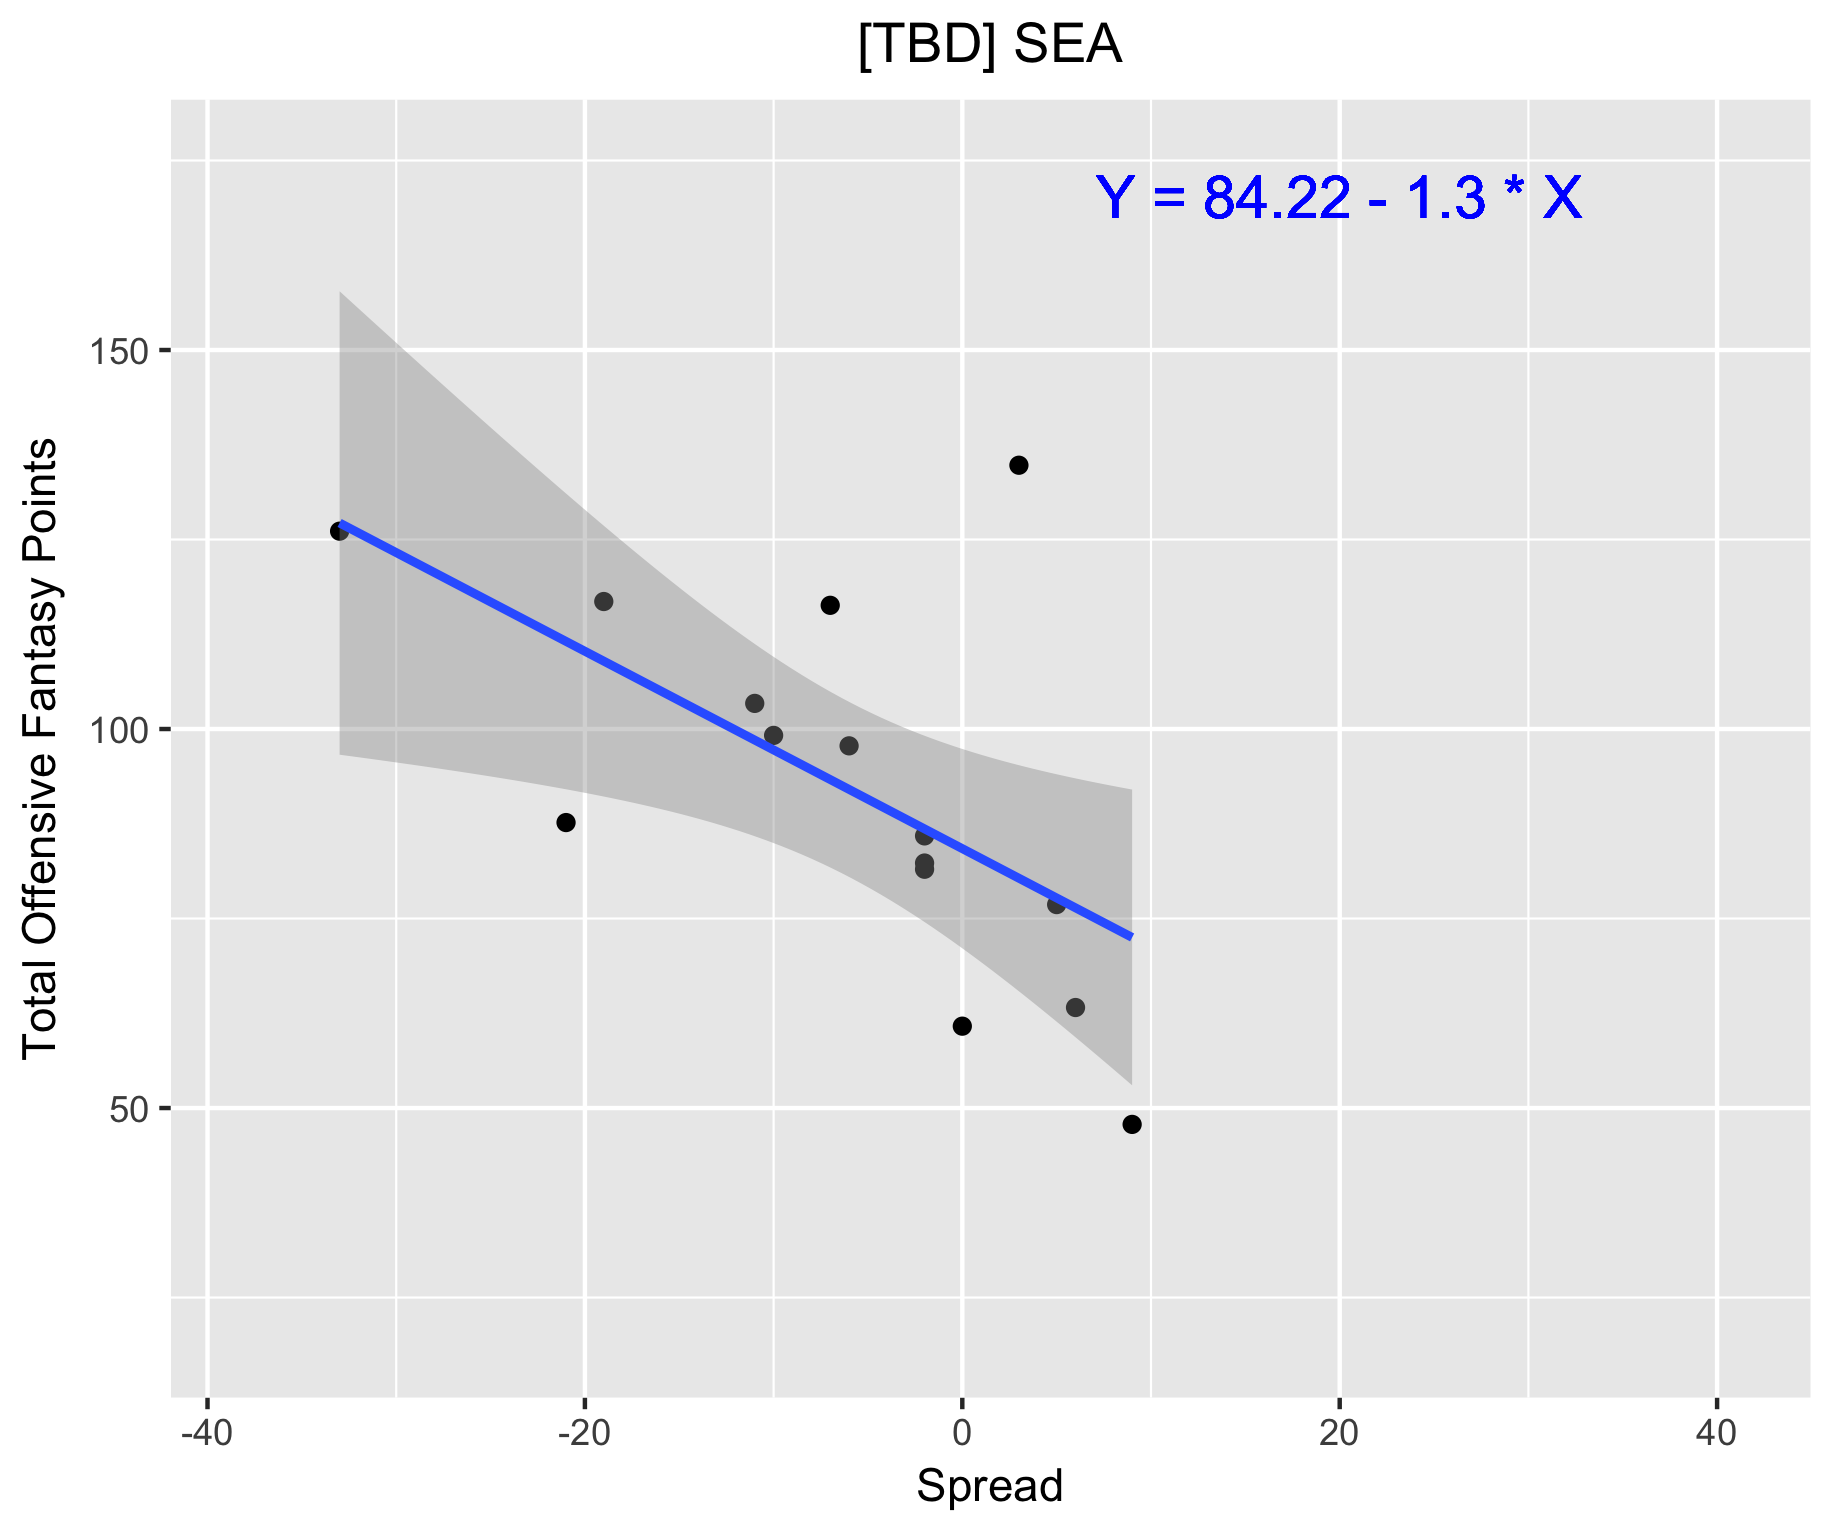 [TBD] SEA
Y = 84.22 - 1.3 * X
Total Offensive Fantasy Points
150
100
50
-40
-20
0
20
40
Spread